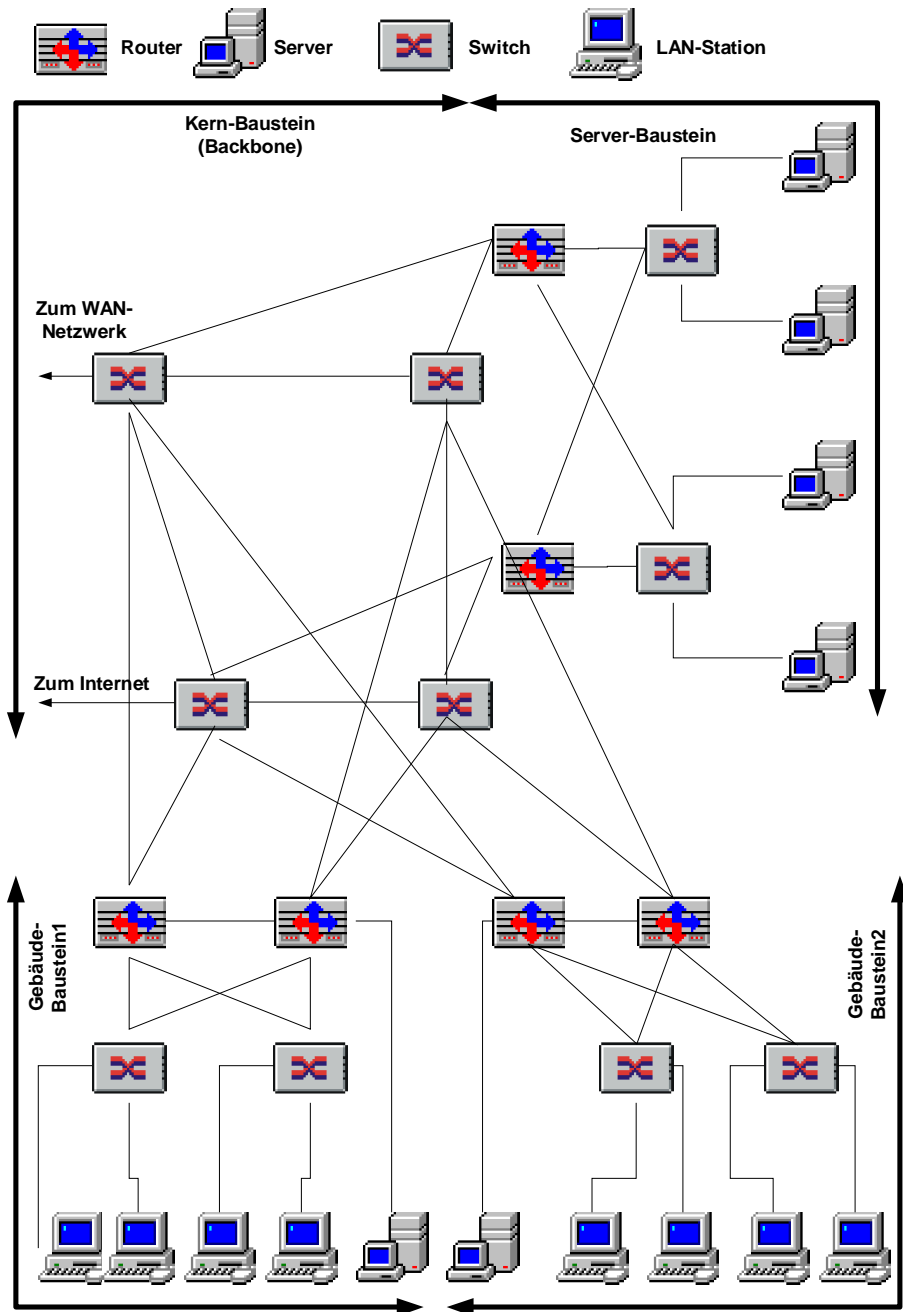 Router
Server
Switch
LAN-Station
Kern-Baustein
(Backbone)
Server-Baustein
Zum WAN-
Netzwerk
Zum Internet
Gebäude-
Baustein1
Gebäude-
Baustein2